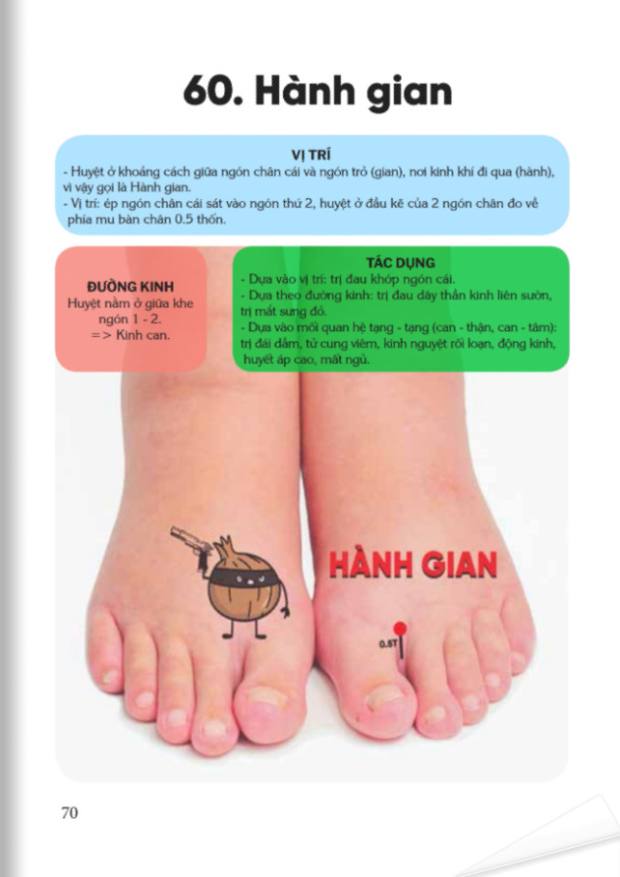 60. Hành gian
VỊ TRÍ
- Huyệt ở khoảng cách giữa ngón chân cái và ngón trỏ (gian), nơi kinh khí đi qua (hành),
vì vậy gọi là Hành gian.
- Vị trí: ép ngón chân cái sát vào ngón thứ 2, huyệt ở đầu kẽ của 2 ngón chân đo về
phía mu bàn chân 0.5 thốn.
ĐƯỜNG KINH
Huyệt nằm ở giữa khe
ngón 1 - 2.
=> Kinh can.
TÁC DỤNG
- Dựa vào vị trí: trị đau khớp ngón cái.
- Dựa theo đường kinh: trị đau dây thần kinh liên sườn,
trị mắt sưng đỏ.
- Dựa vào mối quan hệ tạng - tạng (can - thận, can - tâm):
trị đái dầm, tử cung viêm, kinh nguyệt rối loạn, động kinh,
huyết áp cao, mất ngủ.
HÀNH GIAN
0.5T
70